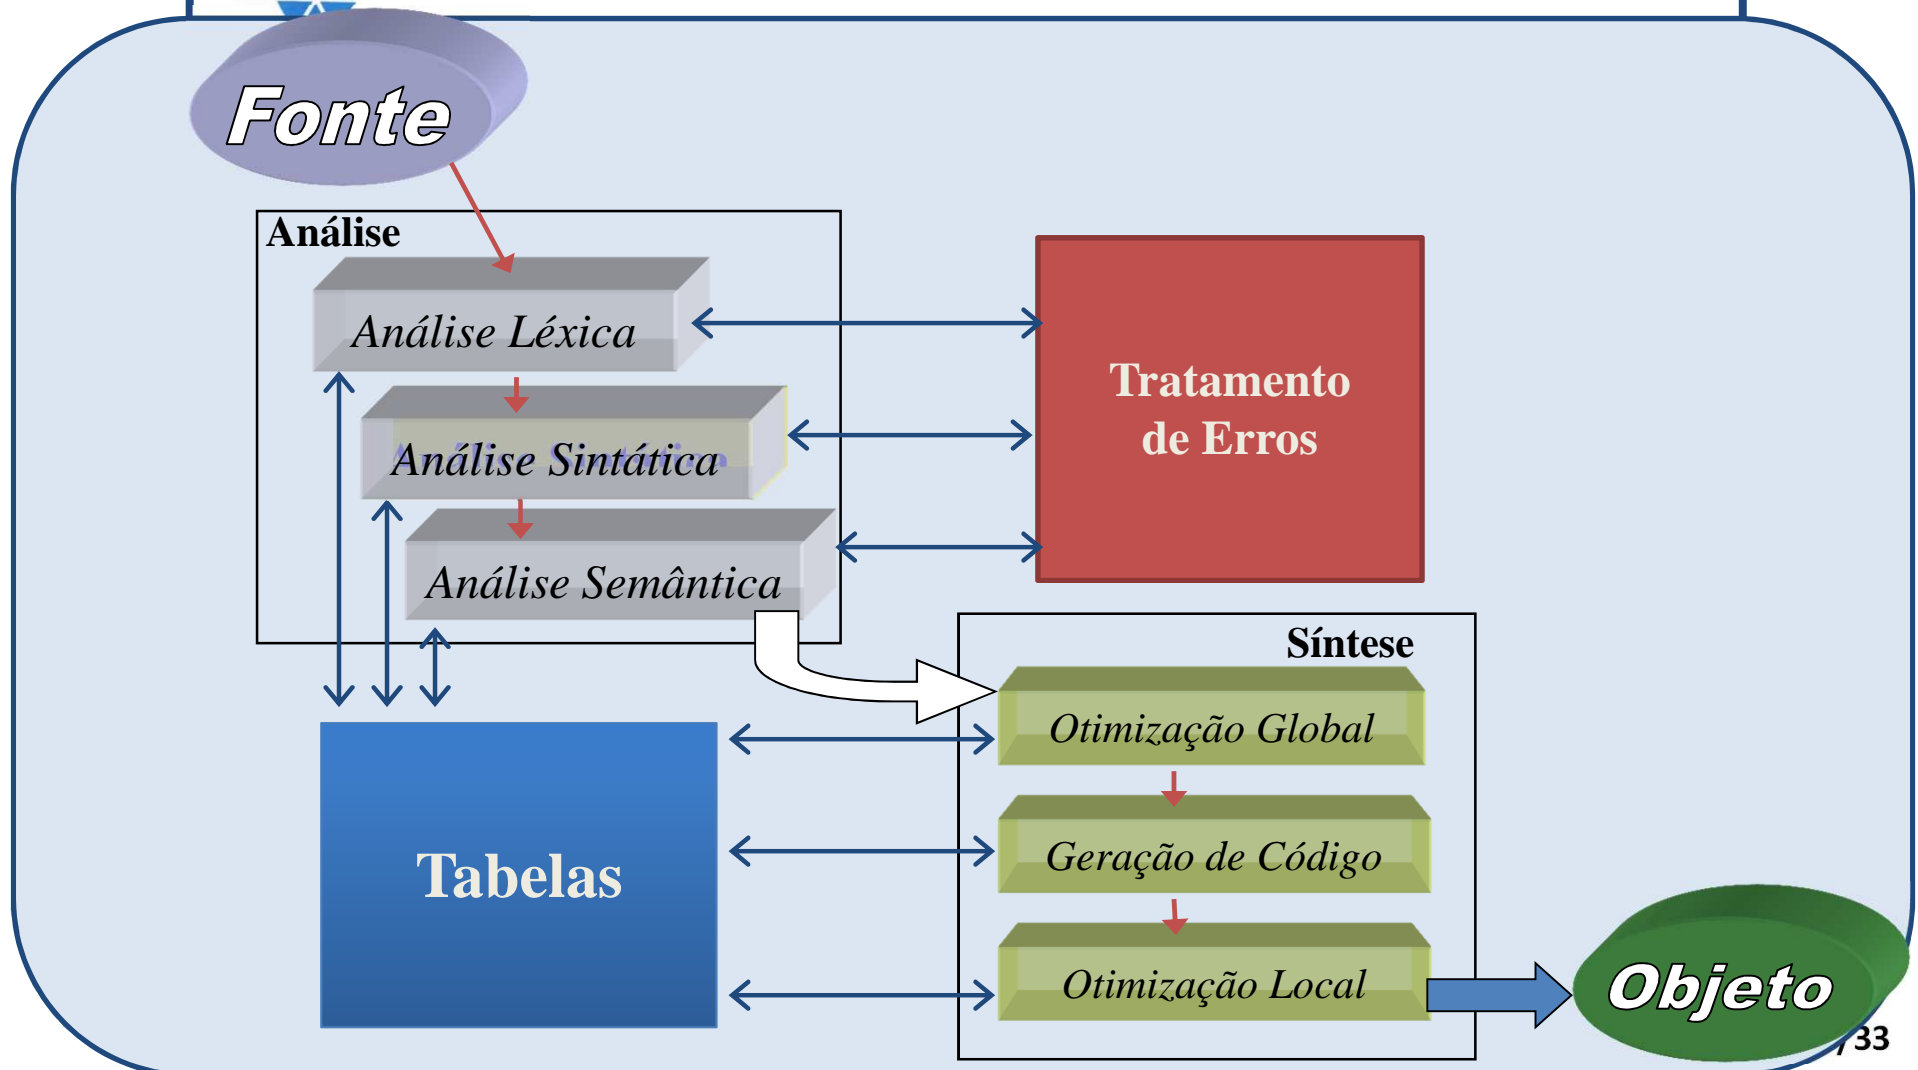 Fonte
Análise
Análise Léxica
Análise Sintática
Análise Semântica
Tratamento
de Erros
Síntese
Otimização Global
Geração de Código
Otimização Local
Tabelas
Objeto
/33